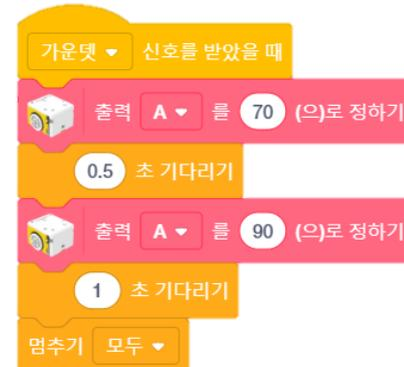 가운뎃 신호를 받았을 때
출력 A 를 70 (으)로 정하기
0.5 초 기다리기
출력 A 를 90 (으)로 정하기
1 초 기다리기
멈추기 모두